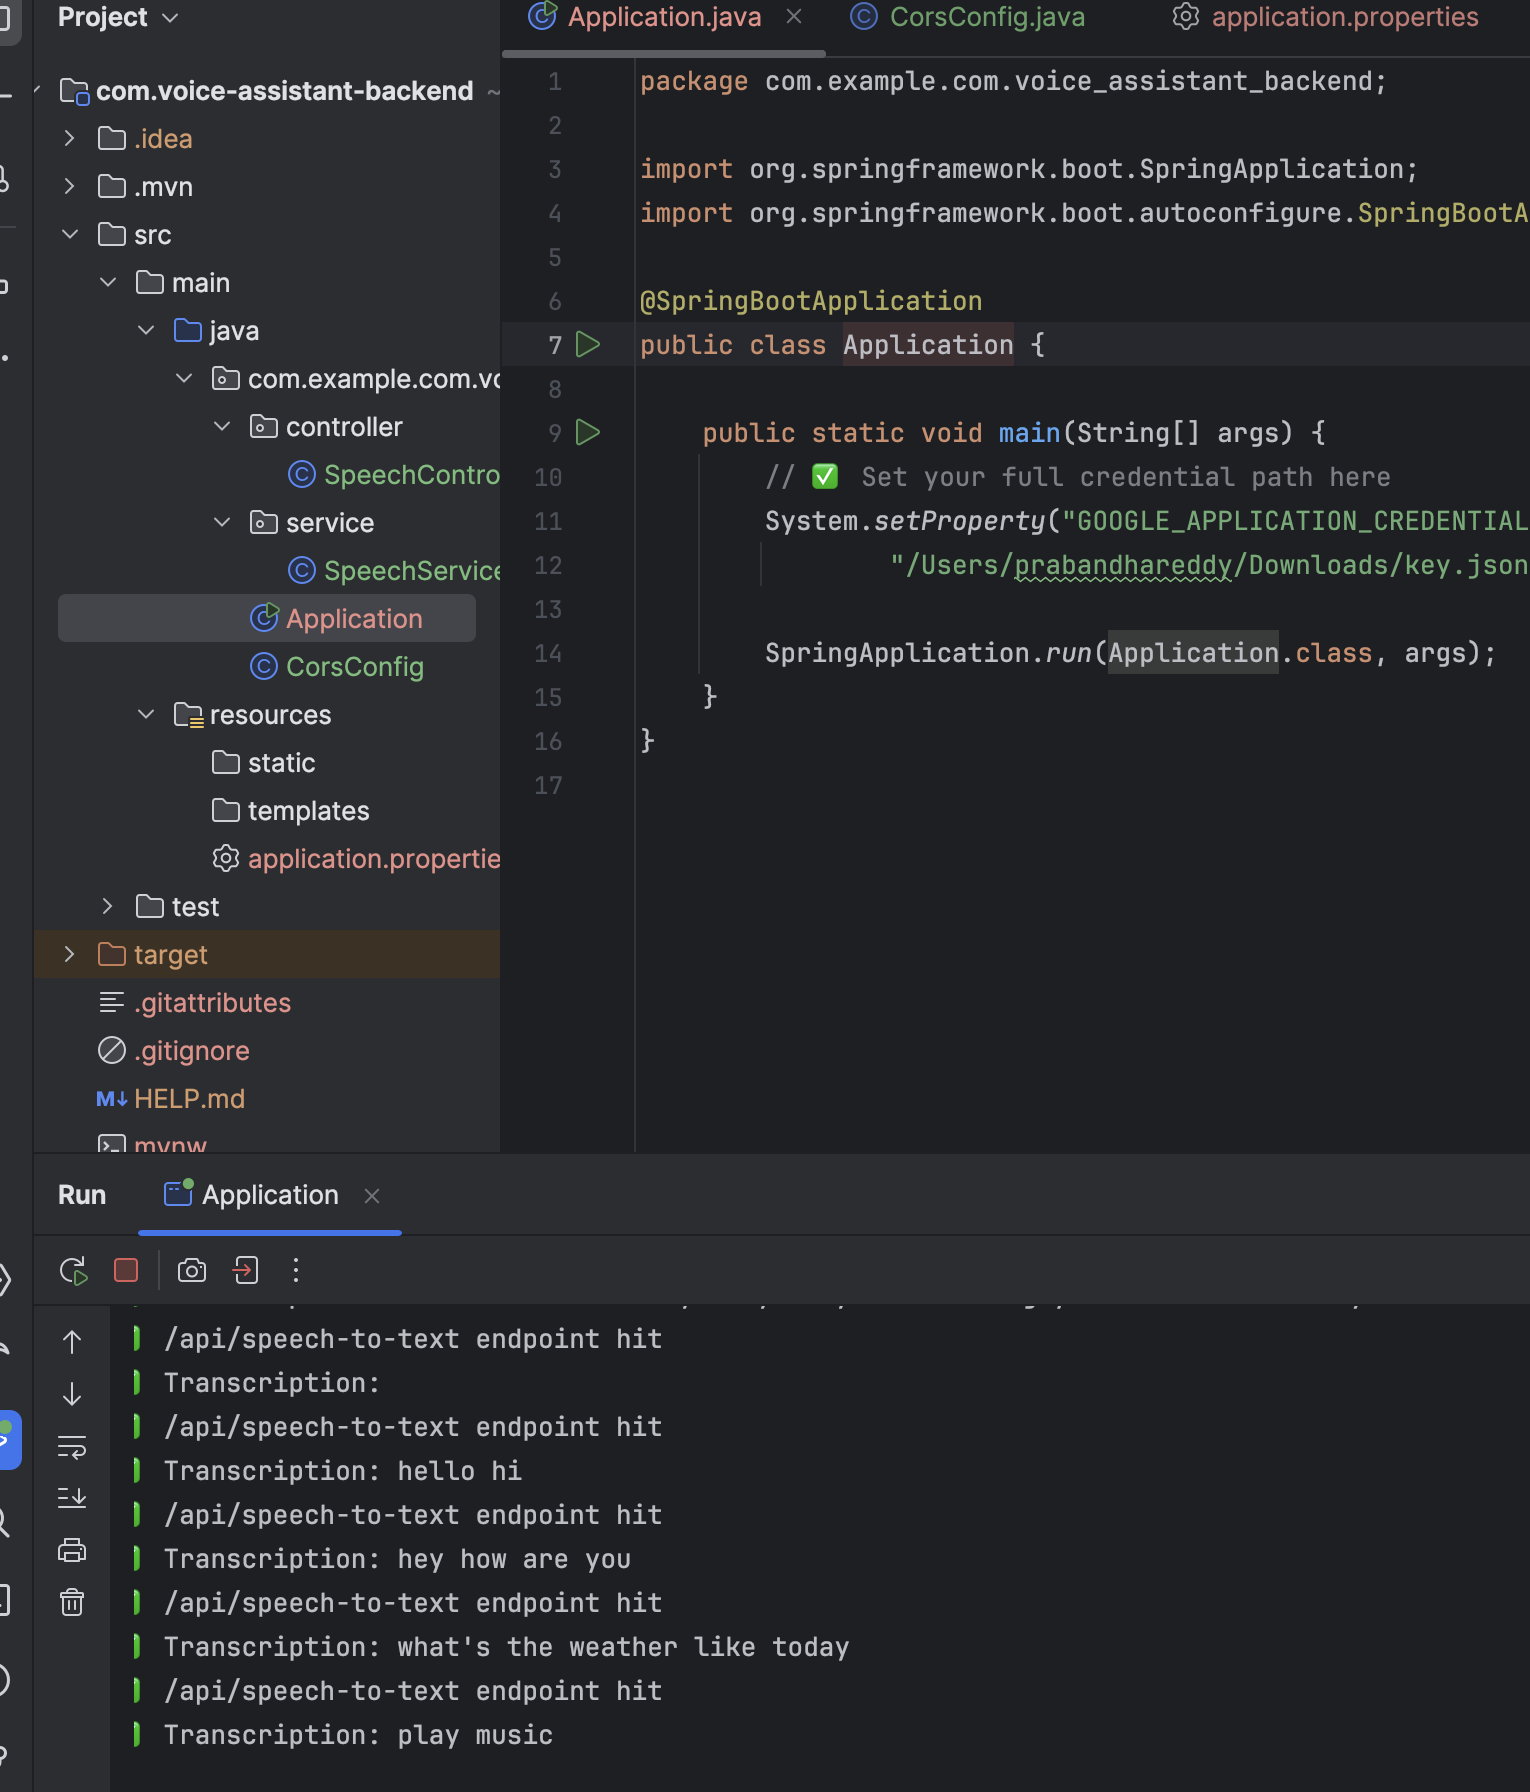 Project
com.voice-assistant-backend ~
.idea
.mvn
src
main
java
com.example.com.vo
controller
SpeechContro
service
SpeechService
Application
CorsConfig
resources
static
templates
application.propertie
test
target
.gitattributes
.gitignore
M↓ HELP.md
mvnw
Application.java
CorsConfig.java
application.properties
1 package com.example.com.voice_assistant_backend;
2
3 import org.springframework.boot.SpringApplication;
4 import org.springframework.boot.autoconfigure.SpringBootA
5
6 @SpringBootApplication
7 public class Application {
8
9 public static void main(String[] args) {
10 // ✅ Set your full credential path here
11 System.setProperty("GOOGLE_APPLICATION_CREDENTIAL
12 "/Users/prabandhareddy/Downloads/key.json
13
14 SpringApplication.run(Application.class, args);
15 }
16 }
17
Run
Application
/api/speech-to-text endpoint hit
Transcription:
/api/speech-to-text endpoint hit
Transcription: hello hi
/api/speech-to-text endpoint hit
Transcription: hey how are you
/api/speech-to-text endpoint hit
Transcription: what's the weather like today
/api/speech-to-text endpoint hit
Transcription: play music